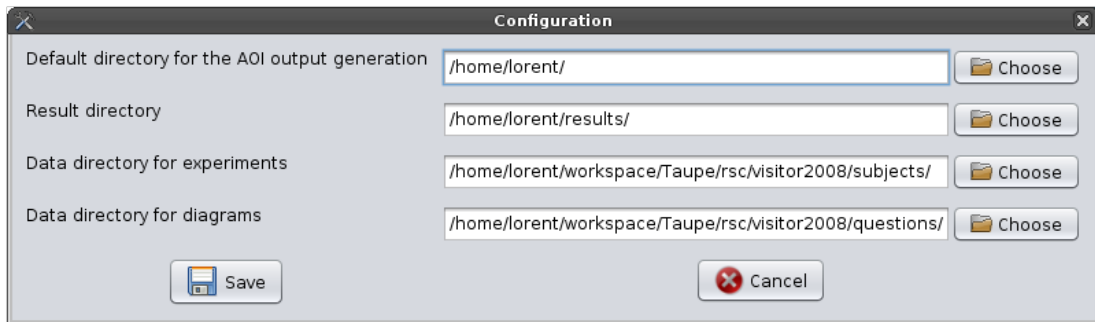 Configuration
Default directory for the AOI output generation /home/lorent/ Choose
Result directory /home/lorent/results/ Choose
Data directory for experiments /home/lorent/workspace/Taupe/rsc/visitor2008/subjects/ Choose
Data directory for diagrams /home/lorent/workspace/Taupe/rsc/visitor2008/questions/ Choose
Save Cancel